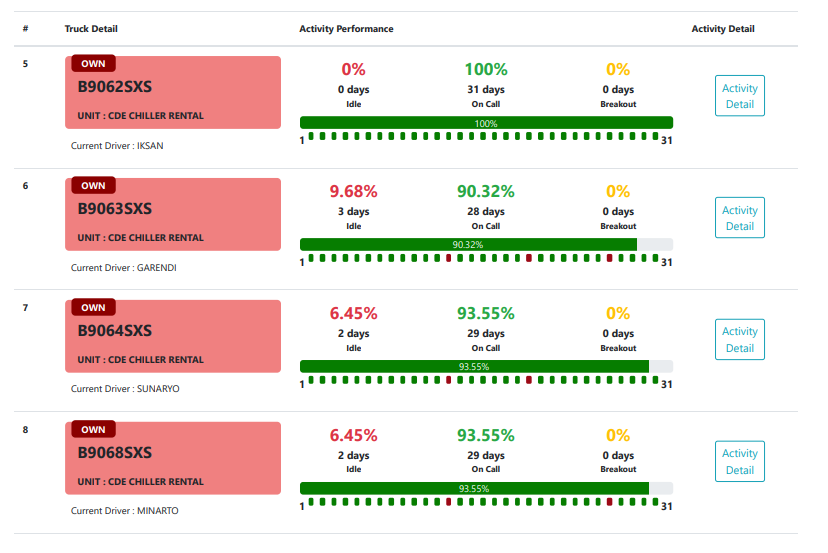 # Truck Detail Activity Performance Activity Detail
5 OWN
B9062SXS
UNIT : CDE CHILLER RENTAL
Current Driver : IKSAN
0% 100% 0%
0 days 31 days 0 days
Idle On Call Breakout
100%
1 31
Activity
Detail
6 OWN
B9063SXS
UNIT : CDE CHILLER RENTAL
Current Driver : GARENDI
9.68% 90.32% 0%
3 days 28 days 0 days
Idle On Call Breakout
90.32%
1 31
Activity
Detail
7 OWN
B9064SXS
UNIT : CDE CHILLER RENTAL
Current Driver : SUNARYO
6.45% 93.55% 0%
2 days 29 days 0 days
Idle On Call Breakout
93.55%
1 31
Activity
Detail
8 OWN
B9068SXS
UNIT : CDE CHILLER RENTAL
Current Driver : MINARTO
6.45% 93.55% 0%
2 days 29 days 0 days
Idle On Call Breakout
93.55%
1 31
Activity
Detail